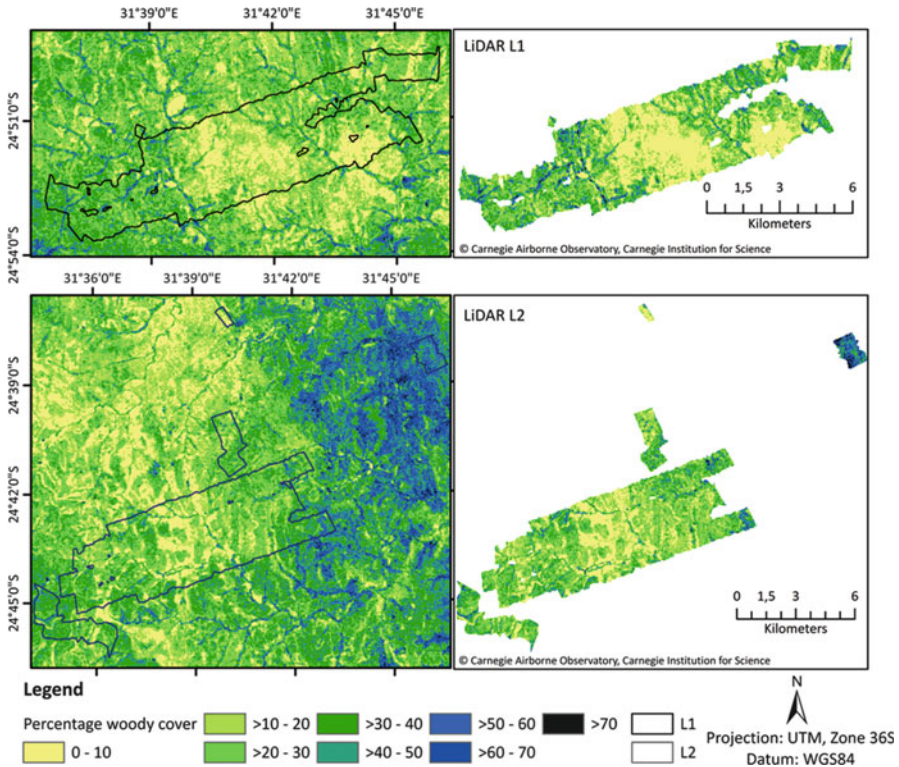 31°39'0"E 31°42'0"E 31°45'0"E
24°51'0"S
24°54'0"S
LiDAR L1
0 1,5 3 6
Kilometers
© Carnegie Airborne Observatory, Carnegie Institution for Science
31°36'0"E 31°39'0"E 31°42'0"E 31°45'0"E
24°39'0"S
24°42'0"S
24°45'0"S
LiDAR L2
0 1,5 3 6
Kilometers
© Carnegie Airborne Observatory, Carnegie Institution for Science
Legend
Percentage woody cover
0 - 10
>10 - 20
>20 - 30
>30 - 40
>40 - 50
>50 - 60
>60 - 70
>70
L1
L2
N
Projection: UTM, Zone 36S
Datum: WGS84